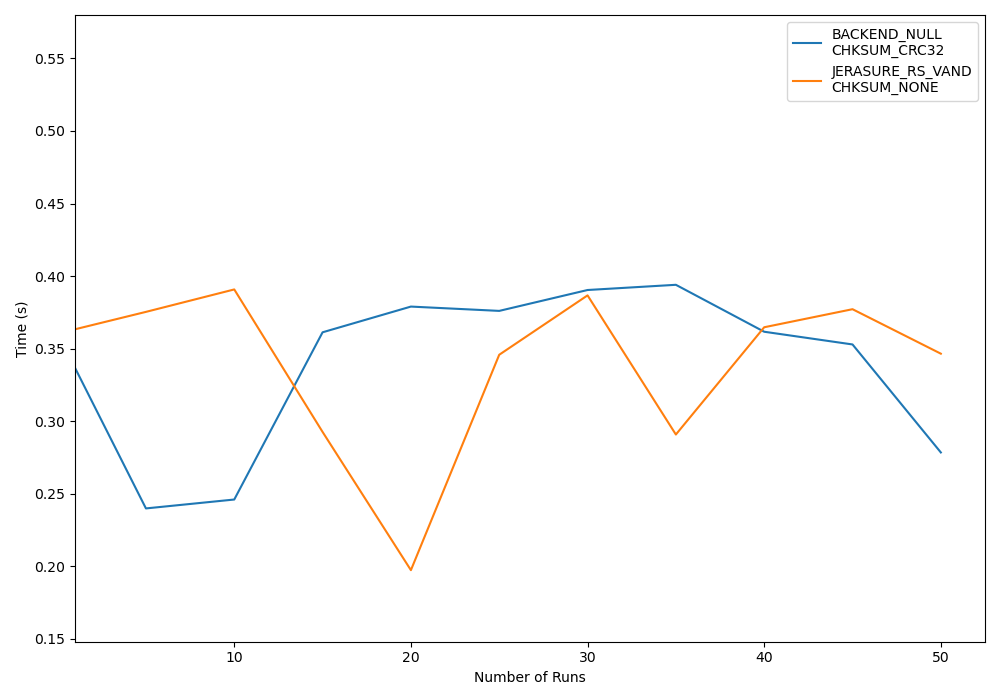 BACKEND_NULL
CHKSUM_CRC32
JERASURE_RS_VAND
CHKSUM_NONE
0.55
0.50
0.45
0.40
0.35
0.30
0.25
0.20
0.15
Time (s)
10 20 30 40 50
Number of Runs